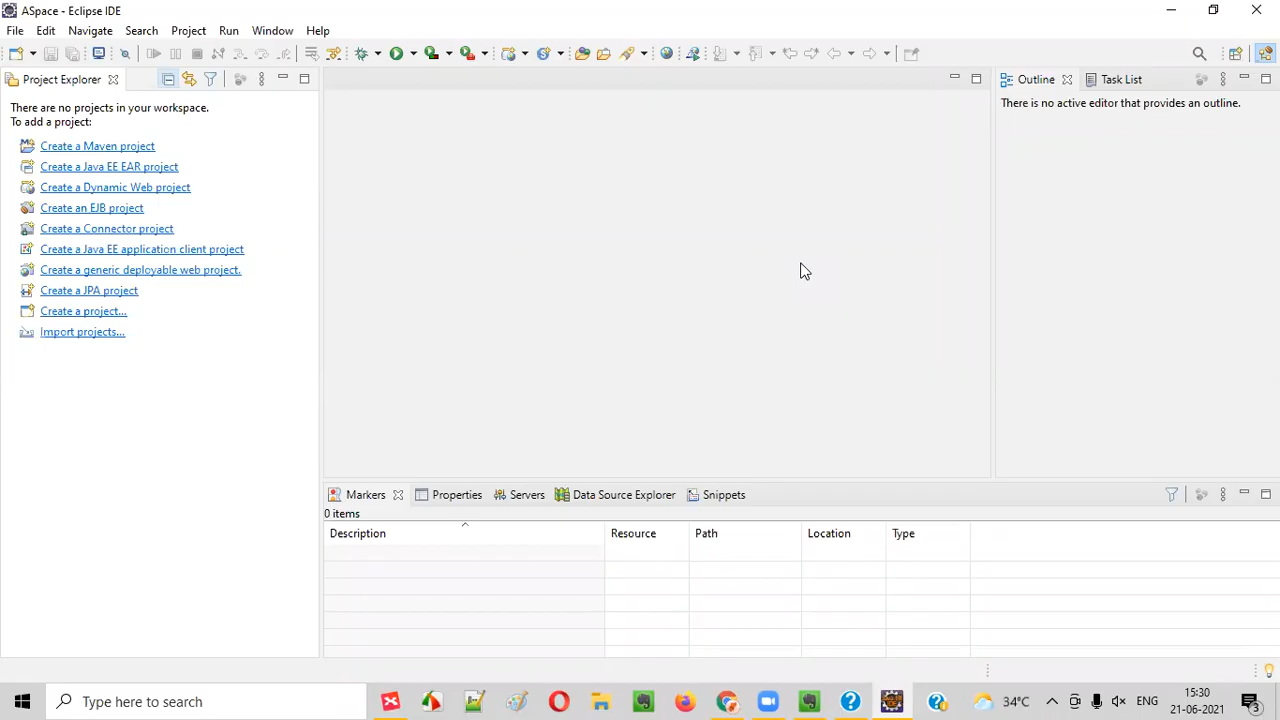 ASpace - Eclipse IDE
File Edit Navigate Search Project Run Window Help
Project Explorer
There are no projects in your workspace.
To add a project:
Create a Maven project
Create a Java EE EAR project
Create a Dynamic Web project
Create an EJB project
Create a Connector project
Create a Java EE application client project
Create a generic deployable web project.
Create a JPA project
Create a project...
Import projects...
Outline Task List
There is no active editor that provides an outline.
Markers Properties Servers Data Source Explorer Snippets
0 items
Description Resource Path Location Type
Type here to search
34°C ENG 15:30
21-06-2021 3